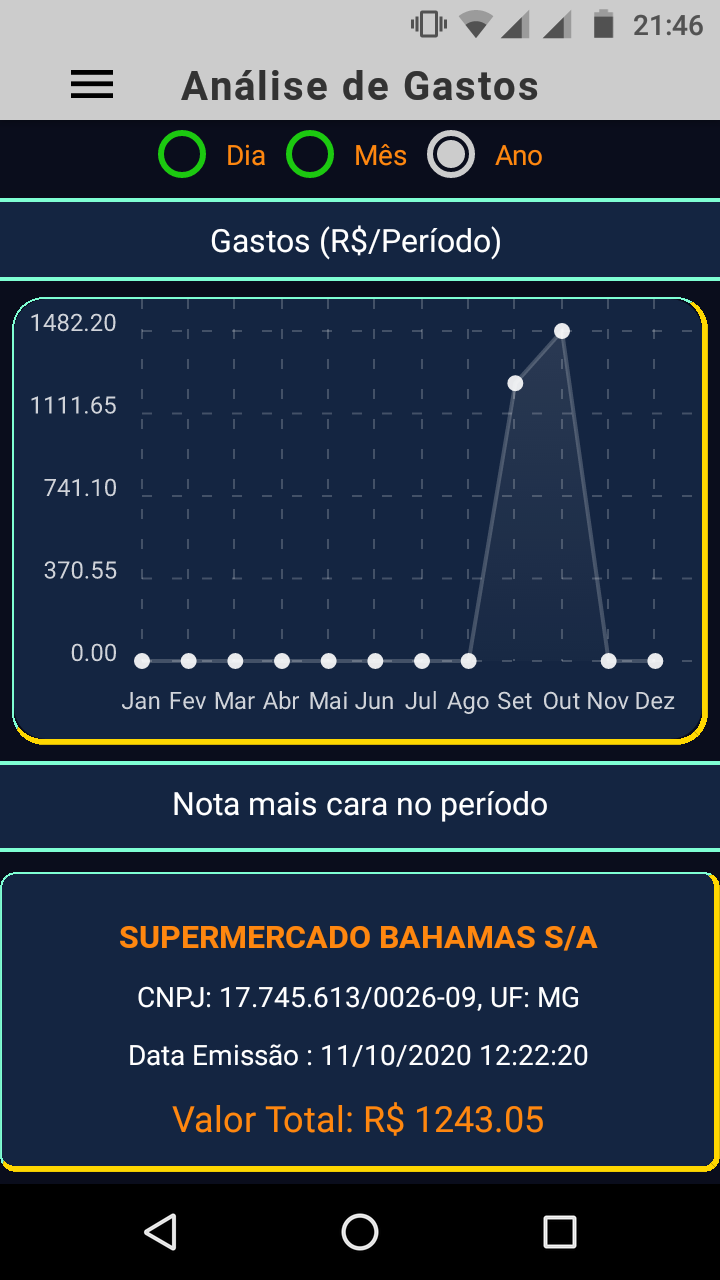 21:46
Análise de Gastos
Dia Mês Ano
Gastos (R$/Período)
1482.20
1111.65
741.10
370.55
0.00
Jan Fev Mar Abr Mai Jun Jul Ago Set Out Nov Dez
Nota mais cara no período
SUPERMERCADO BAHAMAS S/A
CNPJ: 17.745.613/0026-09, UF: MG
Data Emissão : 11/10/2020 12:22:20
Valor Total: R$ 1243.05